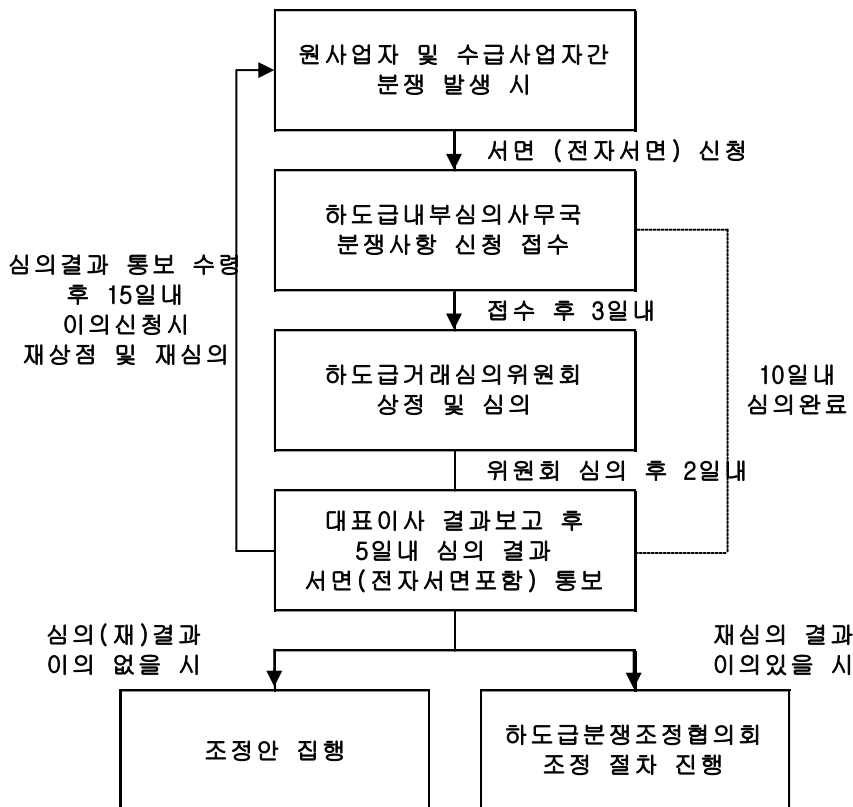 원사업자 및 수급사업자간
분쟁 발생 시
서면 (전자서면) 신청
하도급내부심의사무국
분쟁사항 신청 접수
심의결과 통보 수령
후 15일내
이의신청시
재상점 및 재심의
접수 후 3일내
하도급거래심의위원회
상정 및 심의
10일내
심의완료
위원회 심의 후 2일내
대표이사 결과보고 후
5일내 심의 결과
서면(전자서면포함) 통보
심의(재)결과
이의 없을 시
재심의 결과
이의있을 시
조정안 집행
하도급분쟁조정협의회
조정 절차 진행